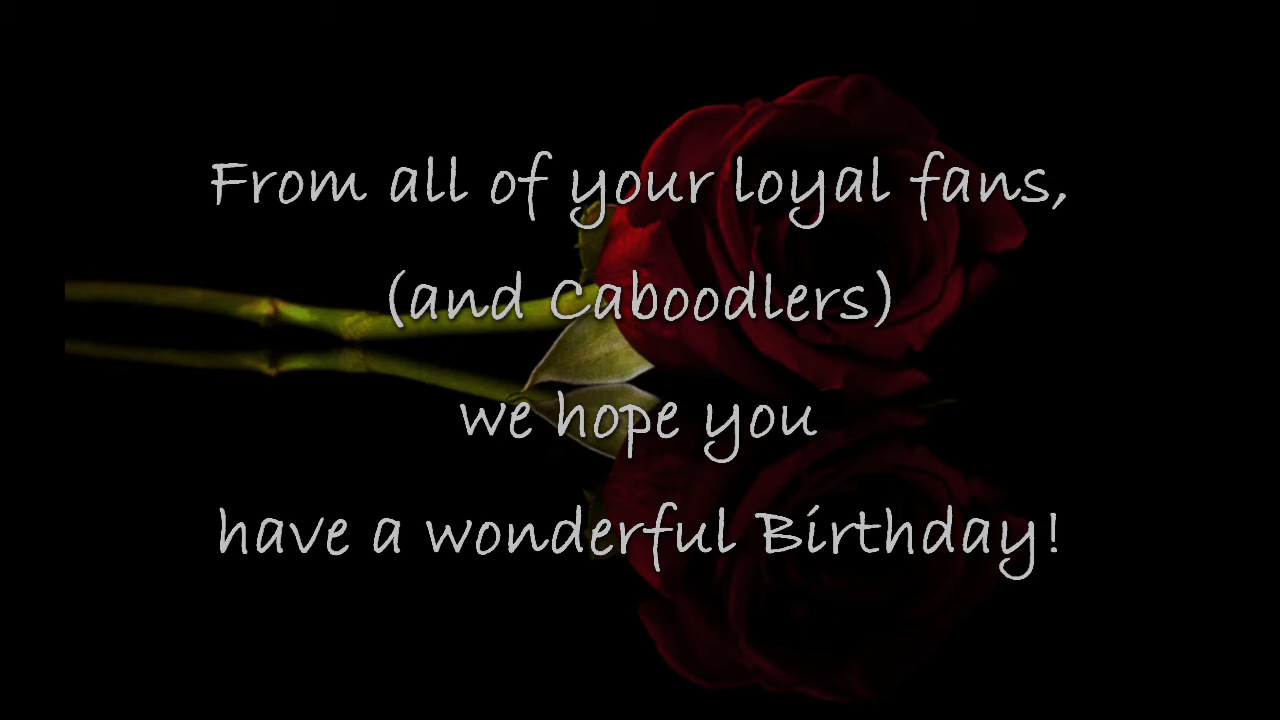 From all of your loyal fans,
(and Caboodlers)
we hope you
have a wonderful Birthday!